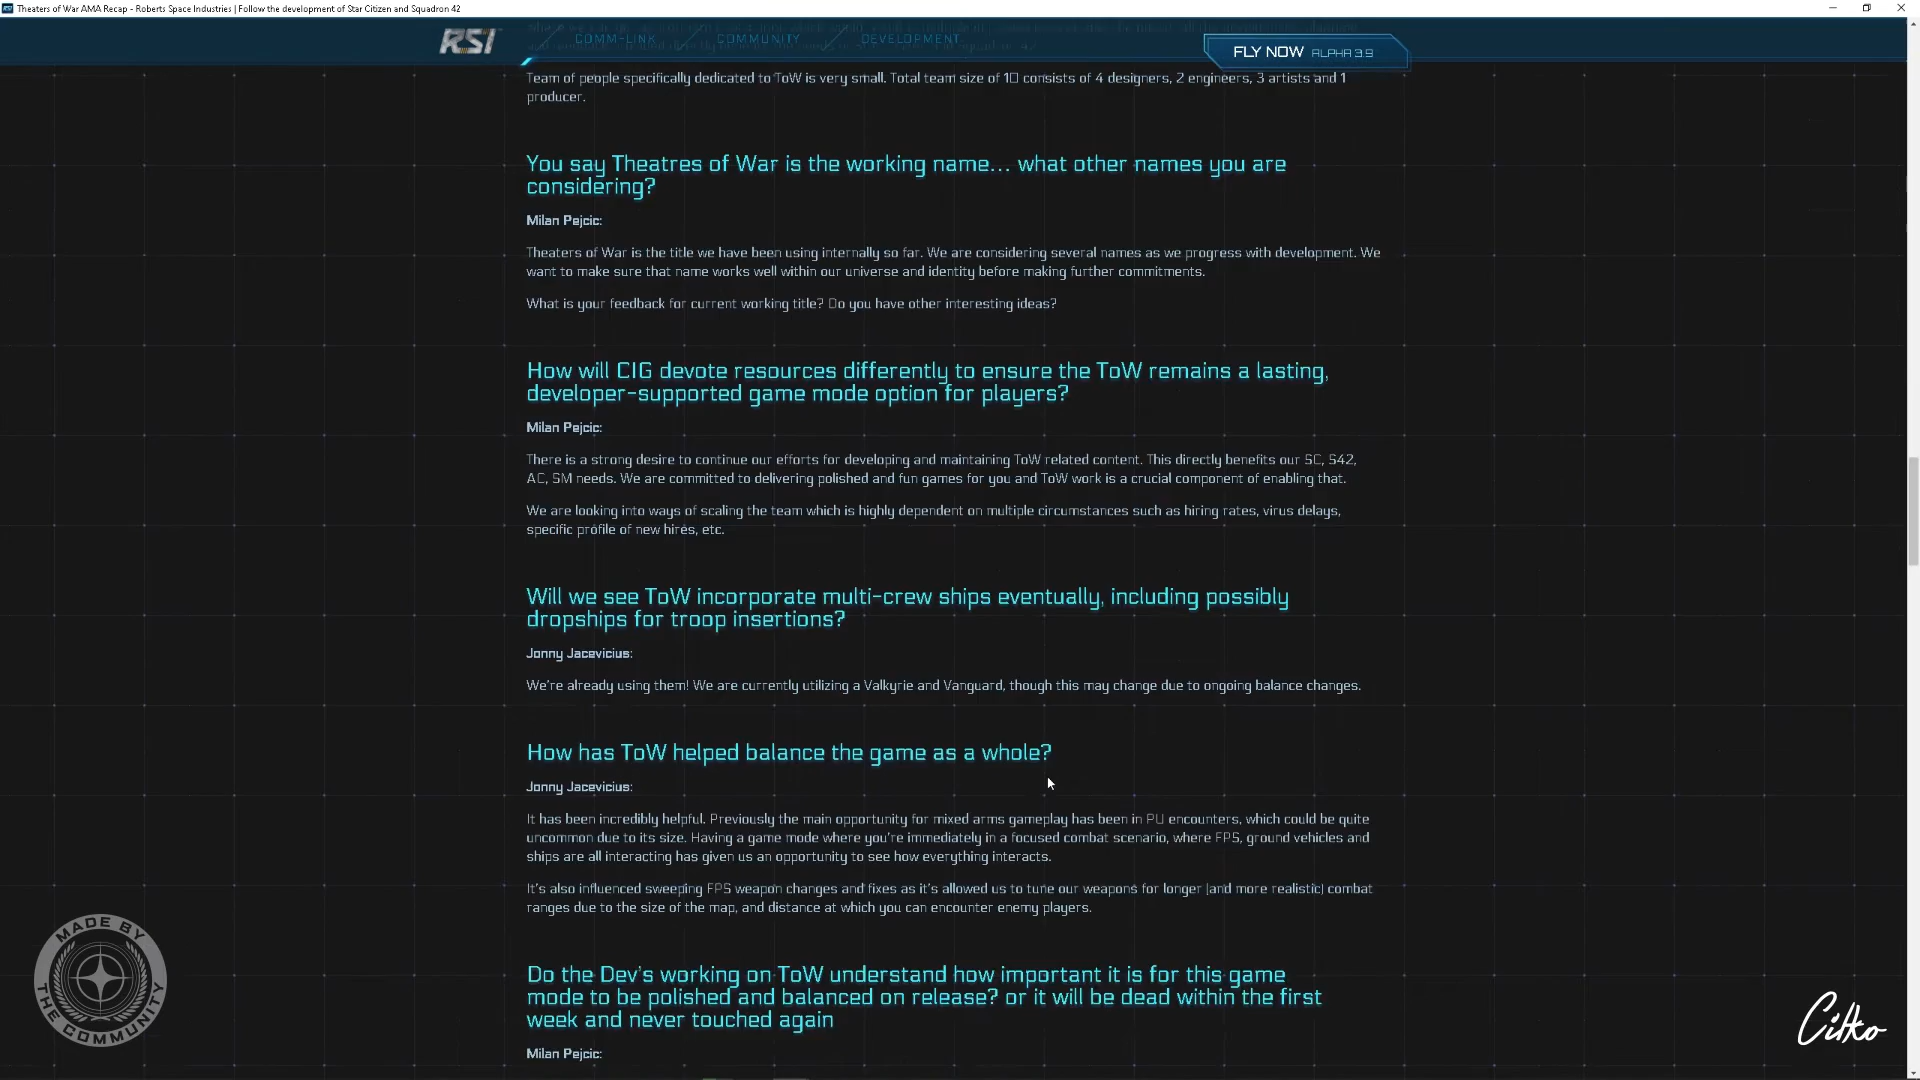 Theaters of War AMA Recap - Roberts Space Industries | Follow the development of Star Citizen and Squadron 42
RSI
COMM-LINK
COMMUNITY
DEVELOPMENT
FLY NOW ALPHA 3.9
Team of people specifically dedicated to ToW is very small. Total team size of 10 consists of 4 designers, 2 engineers, 3 artists and 1
producer.
You say Theatres of War is the working name... what other names you are
considering?
Milan Pejcic:
Theaters of War is the title we have been using internally so far. We are considering several names as we progress with development. We
want to make sure that name works well within our universe and identity before making further commitments.
What is your feedback for current working title? Do you have other interesting ideas?
How will CIG devote resources differently to ensure the ToW remains a lasting,
developer-supported game mode option for players?
Milan Pejcic:
There is a strong desire to continue our efforts for developing and maintaining ToW related content. This directly benefits our SC, S42,
AC, SM needs. We are committed to delivering polished and fun games for you and ToW work is a crucial component of enabling that.
We are looking into ways of scaling the team which is highly dependent on multiple circumstances such as hiring rates, virus delays,
specific profile of new hires, etc.
Will we see ToW incorporate multi-crew ships eventually, including possibly
dropships for troop insertions?
Jonny Jacevicius:
We're already using them! We are currently utilizing a Valkyrie and Vanguard, though this may change due to ongoing balance changes.
How has ToW helped balance the game as a whole?
Jonny Jacevicius:
It has been incredibly helpful. Previously the main opportunity for mixed arms gameplay has been in PU encounters, which could be quite
uncommon due to its size. Having a game mode where you're immediately in a focused combat scenario, where FPS, ground vehicles and
ships are all interacting has given us an opportunity to see how everything interacts.
It's also influenced sweeping FPS weapon changes and fixes as it's allowed us to tune our weapons for longer (and more realistic) combat
ranges due to the size of the map, and distance at which you can encounter enemy players.
Do the Dev's working on ToW understand how important it is for this game
mode to be polished and balanced on release? or it will be dead within the first
week and never touched again
Milan Pejcic:
MADE BY
THE COMMUNITY